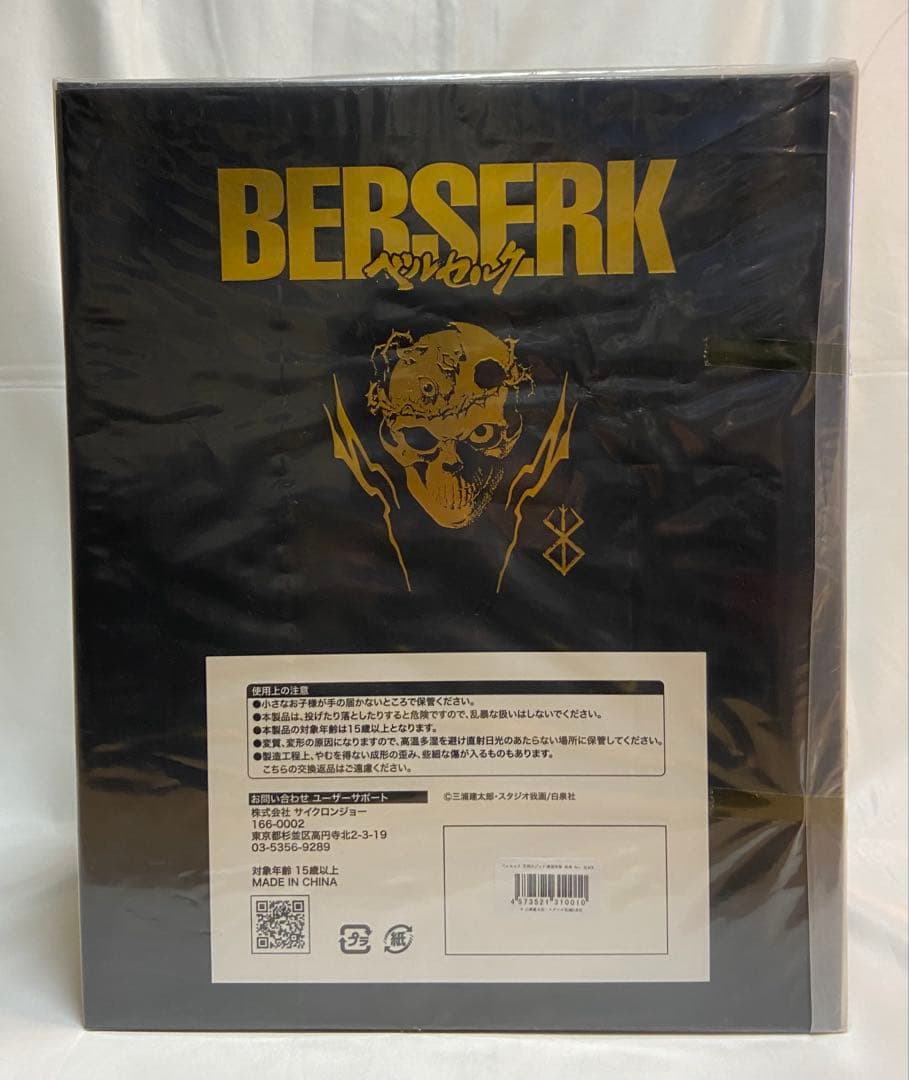 BERSERK
ベルセルク
使用上の注意
●小さなお子様が手の届かないところで保管ください。
●本製品は、投げたり落としたりすると危険ですので、乱暴な扱いはしないでください。
●本製品の対象年齢は15歳以上となります。
●変質、変形の原因になりますので、高温多湿を避け直射日光のあたらない場所に保管してください。
●製造工程上、やむを得ない成形の歪み、些細な傷が入るものもあります。
こちらの交換返品はご遠慮ください。
お問い合わせ ユーザーサポート
株式会社 サイクロンジョー
166-0002
東京都杉並区高円寺北2-3-19
03-5356-9289
対象年齢 15歳以上
MADE IN CHINA
プラ
紙
©三浦建太郎・スタジオ我画/白泉社
4573521310010